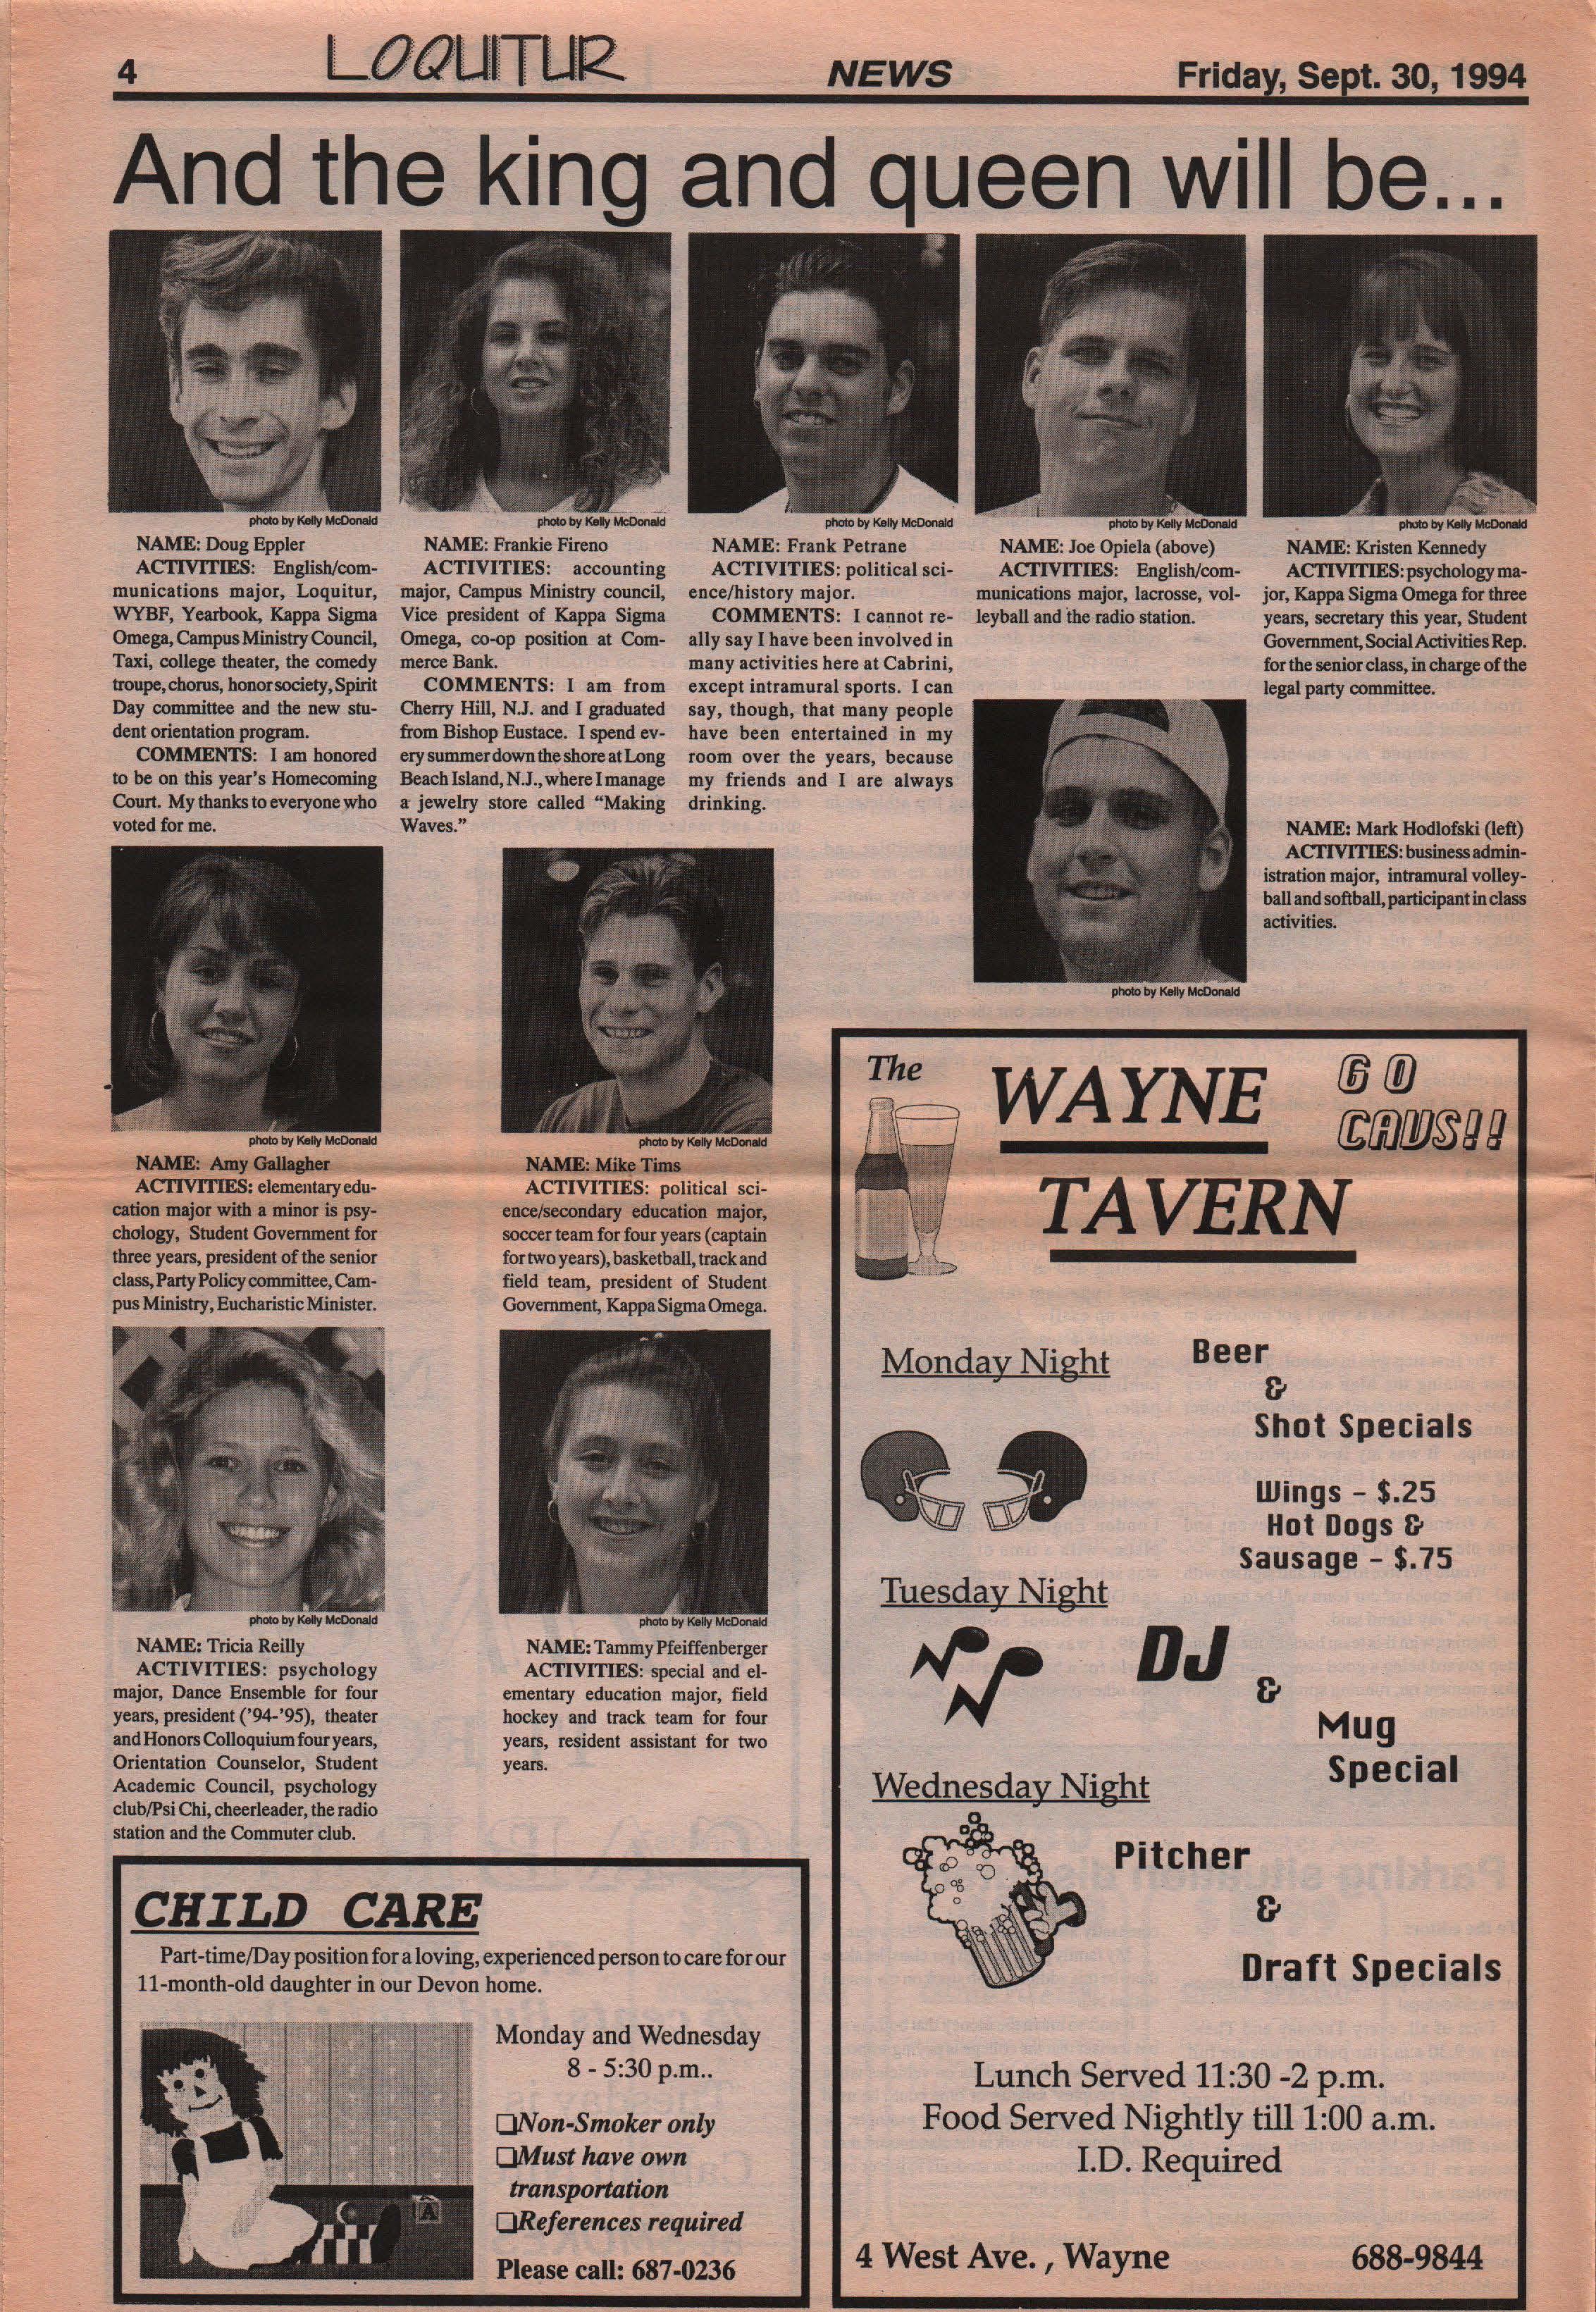 4
LOQUITUR
NEWS
Friday, Sept. 30, 1994
And the king and queen will be...
photo by Kelly McDonald
NAME: Doug Eppler
ACTIVITIES: English/com-
munications major, Loquitur,
WYBF, Yearbook, Kappa Sigma
Omega, Campus Ministry Council,
Taxi, college theater, the comedy
troupe, chorus, honor society, Spirit
Day committee and the new stu-
dent orientation program.
COMMENTS: I am honored
to be on this year's Homecoming
Court. My thanks to everyone who
voted for me.
photo by Kelly McDonald
NAME: Frankie Fireno
ACTIVITIES: accounting
major, Campus Ministry council,
Vice president of Kappa Sigma
Omega, co-op position at Com-
merce Bank.
COMMENTS: I am from
Cherry Hill, N.J. and I graduated
from Bishop Eustace. I spend ev-
ery summer down the shore at Long
Beach Island, N.J., where I manage
a jewelry store called “Making
Waves.”
photo by Kelly McDonald
NAME: Frank Petrane
ACTIVITIES: political sci-
ence/history major.
COMMENTS: I cannot re-
ally say I have been involved in
many activities here at Cabrini,
except intramural sports. I can
say, though, that many people
have been entertained in my
room over the years, because
my friends and I are always
drinking.
photo by Kelly McDonald
NAME: Joe Opiela (above)
ACTIVITIES: English/com-
munications major, lacrosse, vol-
leyball and the radio station.
photo by Kelly McDonald
NAME: Kristen Kennedy
ACTIVITIES: psychology ma-
jor, Kappa Sigma Omega for three
years, secretary this year, Student
Government, Social Activities Rep.
for the senior class, in charge of the
legal party committee.
photo by Kelly McDonald
NAME: Mark Hodlofski (left)
ACTIVITIES: business admin-
istration major, intramural volley-
ball and softball, participant in class
activities.
photo by Kelly McDonald
NAME: Amy Gallagher
ACTIVITIES: elementary edu-
cation major with a minor is psy-
chology, Student Government for
three years, president of the senior
class, Party Policy committee, Cam-
pus Ministry, Eucharistic Minister.
photo by Kelly McDonald
NAME: Mike Tims
ACTIVITIES: political sci-
ence/secondary education major,
soccer team for four years (captain
for two years), basketball, track and
field team, president of Student
Government, Kappa Sigma Omega.
photo by Kelly McDonald
NAME: Tricia Reilly
ACTIVITIES: psychology
major, Dance Ensemble for four
years, president ('94-'95), theater
and Honors Colloquium four years,
Orientation Counselor, Student
Academic Council, psychology
club/Psi Chi, cheerleader, the radio
station and the Commuter club.
photo by Kelly McDonald
NAME: Tammy Pfeiffenberger
ACTIVITIES: special and el-
ementary education major, field
hockey and track team for four
years, resident assistant for two
years.
CHILD CARE
Part-time/Day position for a loving, experienced person to care for our
11-month-old daughter in our Devon home.
A
Monday and Wednesday
8 - 5:30 p.m..
❑Non-Smoker only
❑Must have own
transportation
❑References required
Please call: 687-0236
The
WAYNE
TAVERN
GO
CAVS!!
Monday Night
Beer
&
Shot Specials
Wings - $.25
Hot Dogs &
Sausage - $.75
Tuesday Night
DJ
&
Mug
Special
Wednesday Night
Pitcher
&
Draft Specials
Lunch Served 11:30 -2 p.m.
Food Served Nightly till 1:00 a.m.
I.D. Required
4 West Ave. , Wayne
688-9844